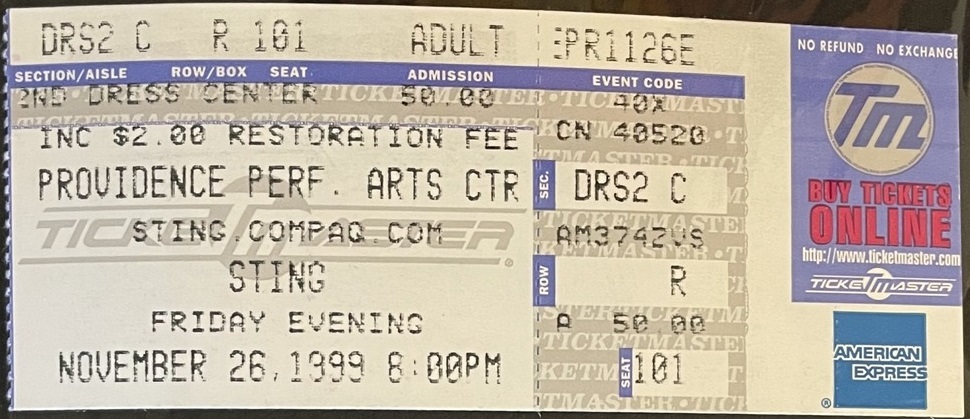 DRS2 C R 101 ADULT
SECTION/AISLE ROW/BOX SEAT ADMISSION
2ND DRESS CENTER 50.00
INC $2.00 RESTORATION FEE
PROVIDENCE PERF. ARTS CTR
STING.COMPAQ.COM
STING
FRIDAY EVENING
NOVEMBER 26,1999 8:00PM
TICKETMASTER
EPR1126E
EVENT CODE
40X
CN 40520
SEC. DRS2 C
AM3742US
ROW R
A 50.00
SEAT 101
NO REFUND NO EXCHANGE
TM
BUY TICKETS
ONLINE
http://www.ticketmaster.com
TICKETMASTER
AMERICAN
EXPRESS
®